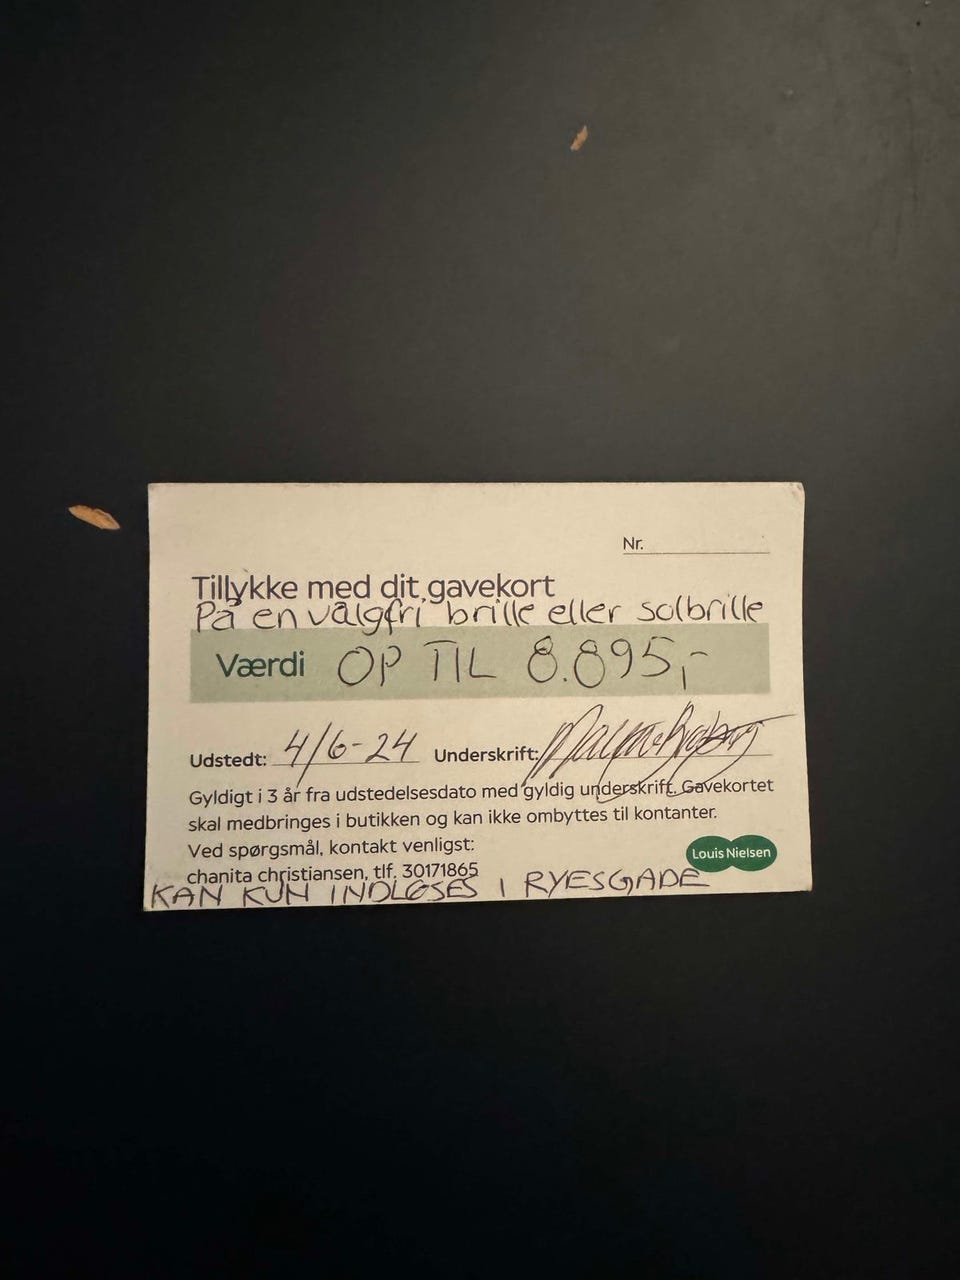 Nr.
Tillykke med dit gavekort
På en valgfri brille eller solbrille
Værdi OP TIL 8.895,-
Udstedt: 4/6-24 Underskrift:
Gyldigt i 3 år fra udstedelsesdato med gyldig underskrift. Gavekortet
skal medbringes i butikken og kan ikke ombyttes til kontanter.
Ved spørgsmål, kontakt venligst:
Louis Nielsen
chanita christiansen, tlf. 30171865
KAN KUN INDLØSES I RYESGADE